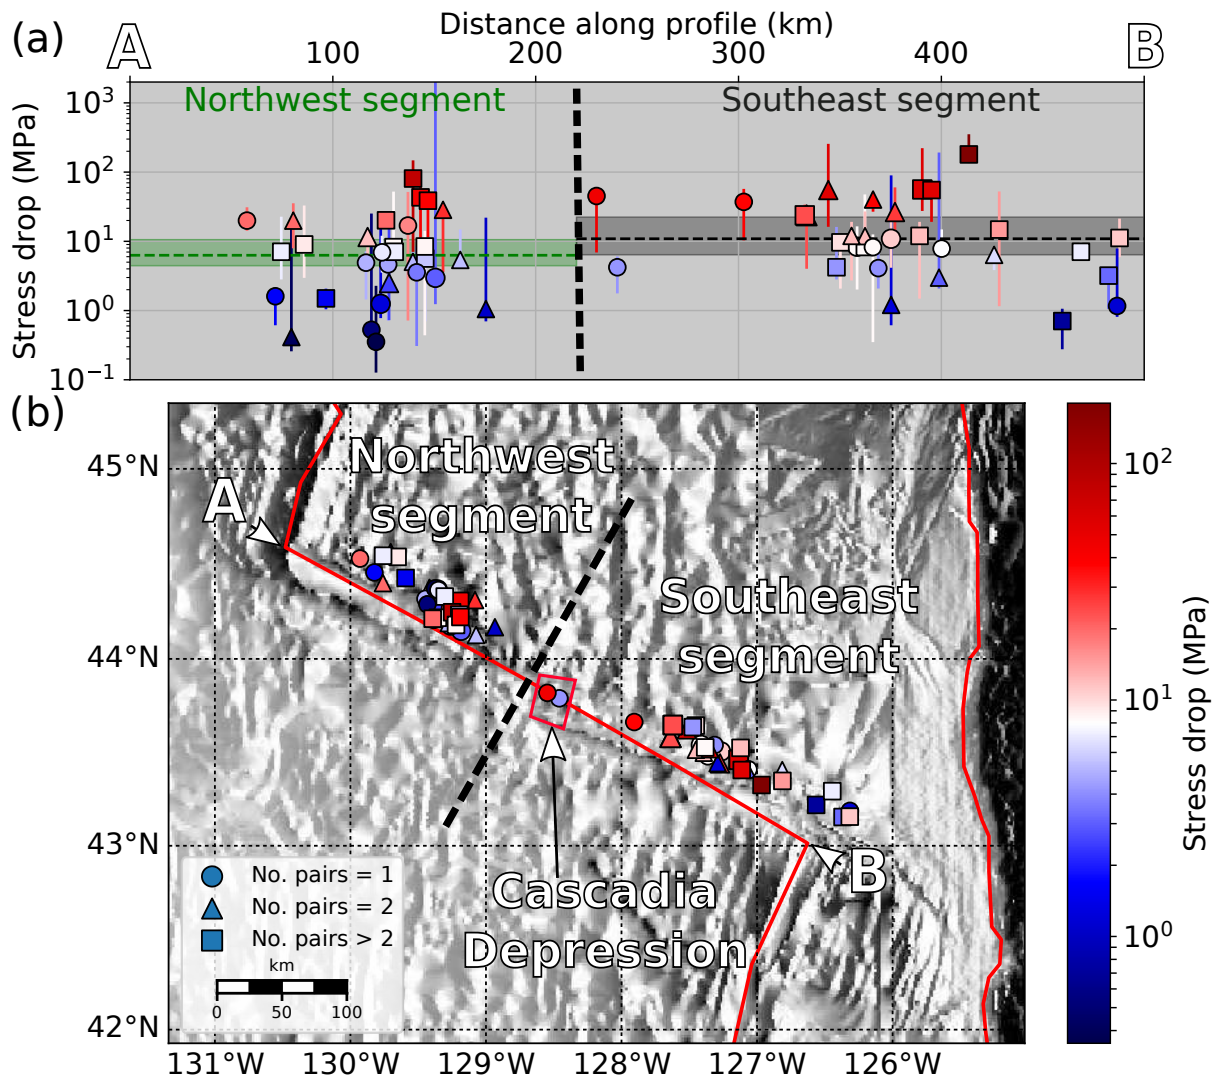 (a)
Distance along profile (km)
A
B
100
200
300
400
Northwest segment
Southeast segment
Stress drop (MPa)
10³
10²
10¹
10⁰
10⁻¹
(b)
Northwest
segment
A
Southeast
segment
B
Cascadia
Depression
45°N
44°N
43°N
42°N
131°W
130°W
129°W
128°W
127°W
126°W
No. pairs = 1
No. pairs = 2
No. pairs > 2
km
0
50
100
10²
10¹
10⁰
Stress drop (MPa)